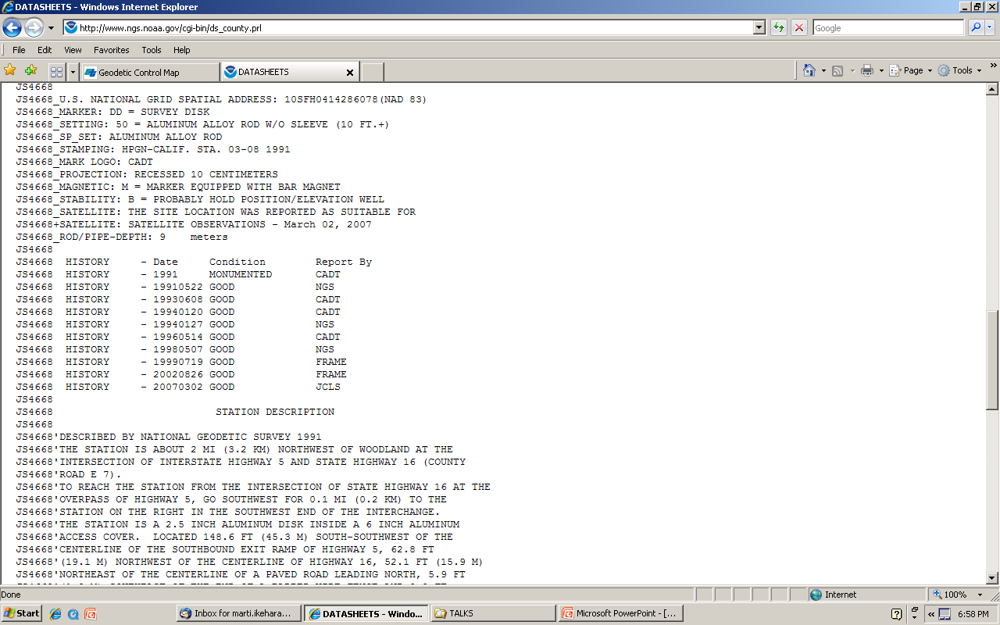 DATASHEETS - Windows Internet Explorer
http://www.ngs.noaa.gov/cgi-bin/ds_county.prl
Google
File Edit View Favorites Tools Help
Geodetic Control Map
DATASHEETS
Page Tools
JS4668
JS4668_U.S. NATIONAL GRID SPATIAL ADDRESS: 10SFH0414286078(NAD 83)
JS4668_MARKER: DD = SURVEY DISK
JS4668_SETTING: 50 = ALUMINUM ALLOY ROD W/O SLEEVE (10 FT.+)
JS4668_SP_SET: ALUMINUM ALLOY ROD
JS4668_STAMPING: HPGN-CALIF. STA. 03-08 1991
JS4668_MARK LOGO: CADT
JS4668_PROJECTION: RECESSED 10 CENTIMETERS
JS4668_MAGNETIC: M = MARKER EQUIPPED WITH BAR MAGNET
JS4668_STABILITY: B = PROBABLY HOLD POSITION/ELEVATION WELL
JS4668_SATELLITE: THE SITE LOCATION WAS REPORTED AS SUITABLE FOR
JS4668+SATELLITE: SATELLITE OBSERVATIONS - March 02, 2007
JS4668_ROD/PIPE-DEPTH: 9 meters
JS4668
JS4668 HISTORY - Date Condition Report By
JS4668 HISTORY - 1991 MONUMENTED CADT
JS4668 HISTORY - 19910522 GOOD NGS
JS4668 HISTORY - 19930608 GOOD CADT
JS4668 HISTORY - 19940120 GOOD CADT
JS4668 HISTORY - 19940127 GOOD NGS
JS4668 HISTORY - 19960514 GOOD CADT
JS4668 HISTORY - 19980507 GOOD NGS
JS4668 HISTORY - 19990719 GOOD FRAME
JS4668 HISTORY - 20020826 GOOD FRAME
JS4668 HISTORY - 20070302 GOOD JCLS
JS4668
JS4668 STATION DESCRIPTION
JS4668
JS4668'DESCRIBED BY NATIONAL GEODETIC SURVEY 1991
JS4668'THE STATION IS ABOUT 2 MI (3.2 KM) NORTHWEST OF WOODLAND AT THE
JS4668'INTERSECTION OF INTERSTATE HIGHWAY 5 AND STATE HIGHWAY 16 (COUNTY
JS4668'ROAD E 7).
JS4668'TO REACH THE STATION FROM THE INTERSECTION OF STATE HIGHWAY 16 AT THE
JS4668'OVERPASS OF HIGHWAY 5, GO SOUTHWEST FOR 0.1 MI (0.2 KM) TO THE
JS4668'STATION ON THE RIGHT IN THE SOUTHWEST END OF THE INTERCHANGE.
JS4668'THE STATION IS A 2.5 INCH ALUMINUM DISK INSIDE A 6 INCH ALUMINUM
JS4668'ACCESS COVER. LOCATED 148.6 FT (45.3 M) SOUTH-SOUTHWEST OF THE
JS4668'CENTERLINE OF THE SOUTHBOUND EXIT RAMP OF HIGHWAY 5, 62.8 FT
JS4668'(19.1 M) NORTHWEST OF THE CENTERLINE OF HIGHWAY 16, 52.1 FT (15.9 M)
JS4668'NORTHEAST OF THE CENTERLINE OF A PAVED ROAD LEADING NORTH, 5.9 FT
Done Internet 100%
Start Inbox for marti.ikehara... DATASHEETS - Windo... TALKS Microsoft PowerPoint - [... 6:58 PM